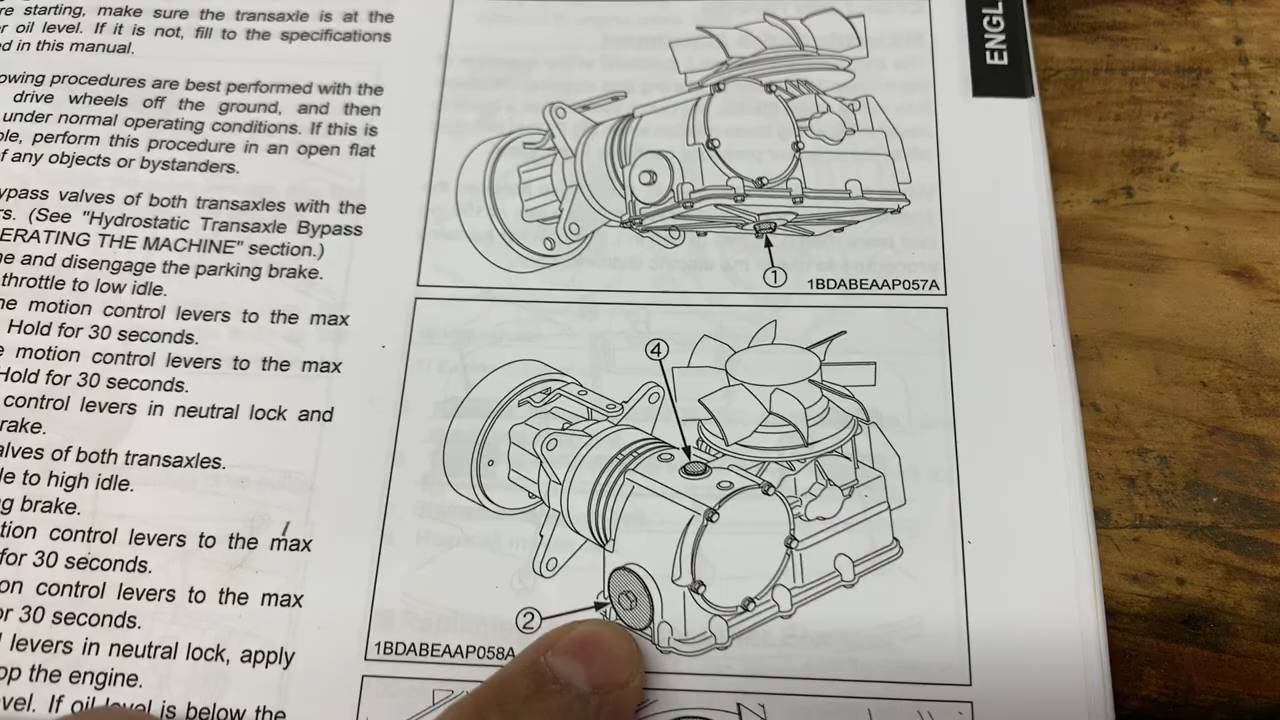 re starting, make sure the transaxle is at the
r oil level. If it is not, fill to the specifications
ed in this manual.
owing procedures are best performed with the
drive wheels off the ground, and then
under normal operating conditions. If this is
ble, perform this procedure in an open flat
f any objects or bystanders.
ypass valves of both transaxles with the
rs. (See "Hydrostatic Transaxle Bypass
ERATING THE MACHINE" section.)
ne and disengage the parking brake.
throttle to low idle.
ne motion control levers to the max
Hold for 30 seconds.
e motion control levers to the max
Hold for 30 seconds.
control levers in neutral lock and
rake.
alves of both transaxles.
le to high idle.
g brake.
tion control levers to the max
for 30 seconds.
on control levers to the max
or 30 seconds.
l levers in neutral lock, apply
op the engine.
vel. If oil level is below the
1
1BDABEAAP057A
4
2
1BDABEAAP058A
ENGL